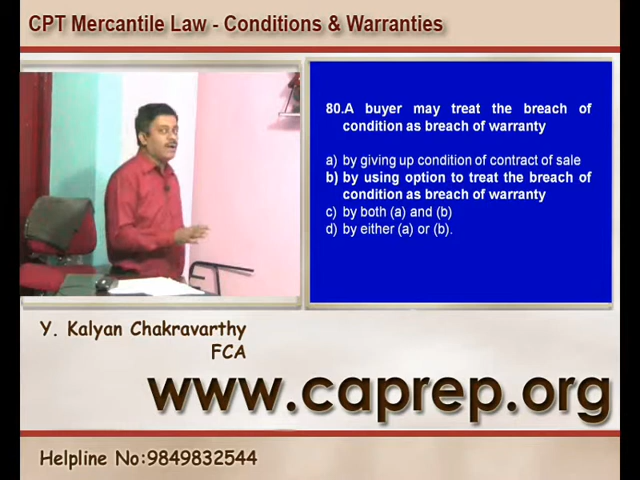 CPT Mercantile Law - Conditions & Warranties
80.A buyer may treat the breach of
condition as breach of warranty
a) by giving up condition of contract of sale
b) by using option to treat the breach of
condition as breach of warranty
c) by both (a) and (b)
d) by either (a) or (b).
Y. Kalyan Chakravarthy
FCA
www.caprep.org
Helpline No:9849832544